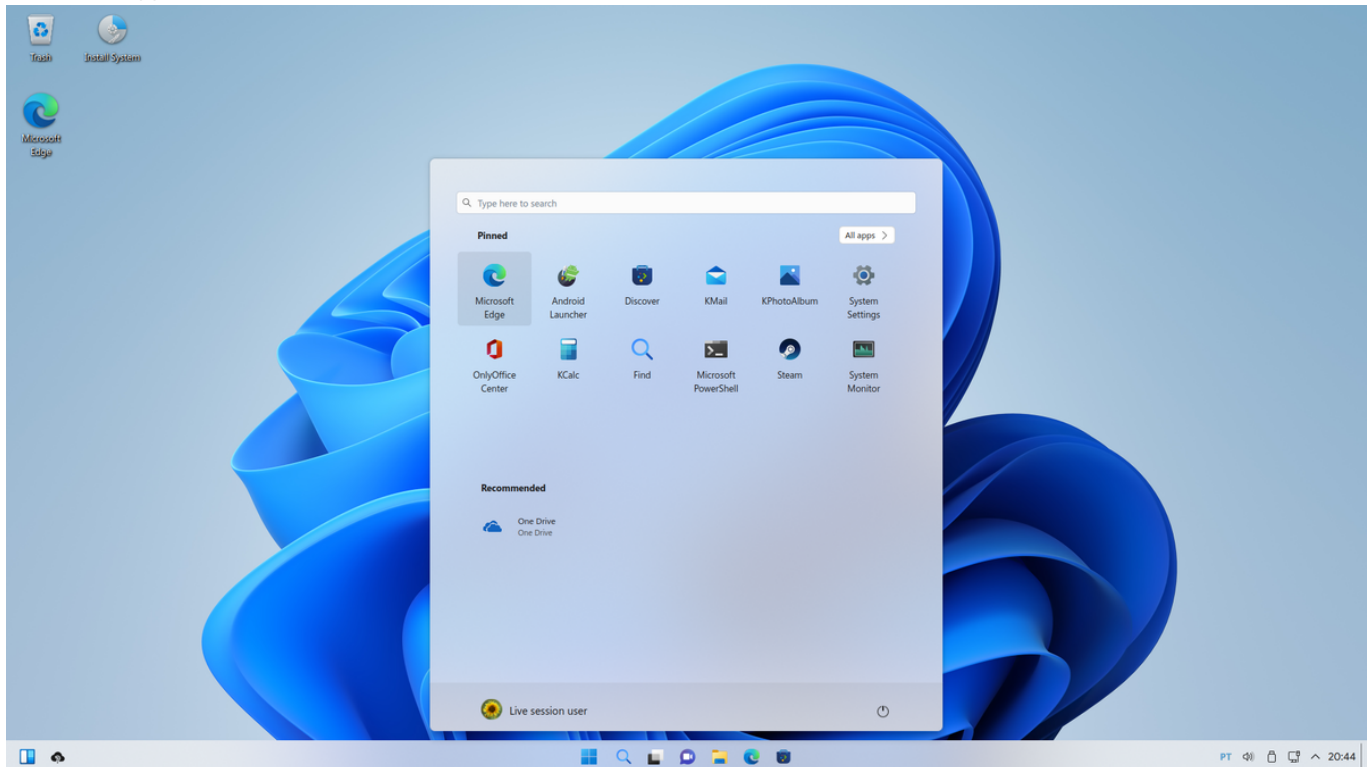 Trash
Install System
Microsoft
Edge
Type here to search
Pinned
All apps
Microsoft
Edge
Android
Launcher
Discover
KMail
KPhotoAlbum
System
Settings
OnlyOffice
Center
KCalc
Find
Microsoft
PowerShell
Steam
System
Monitor
Recommended
One Drive
One Drive
Live session user
PT
20:44